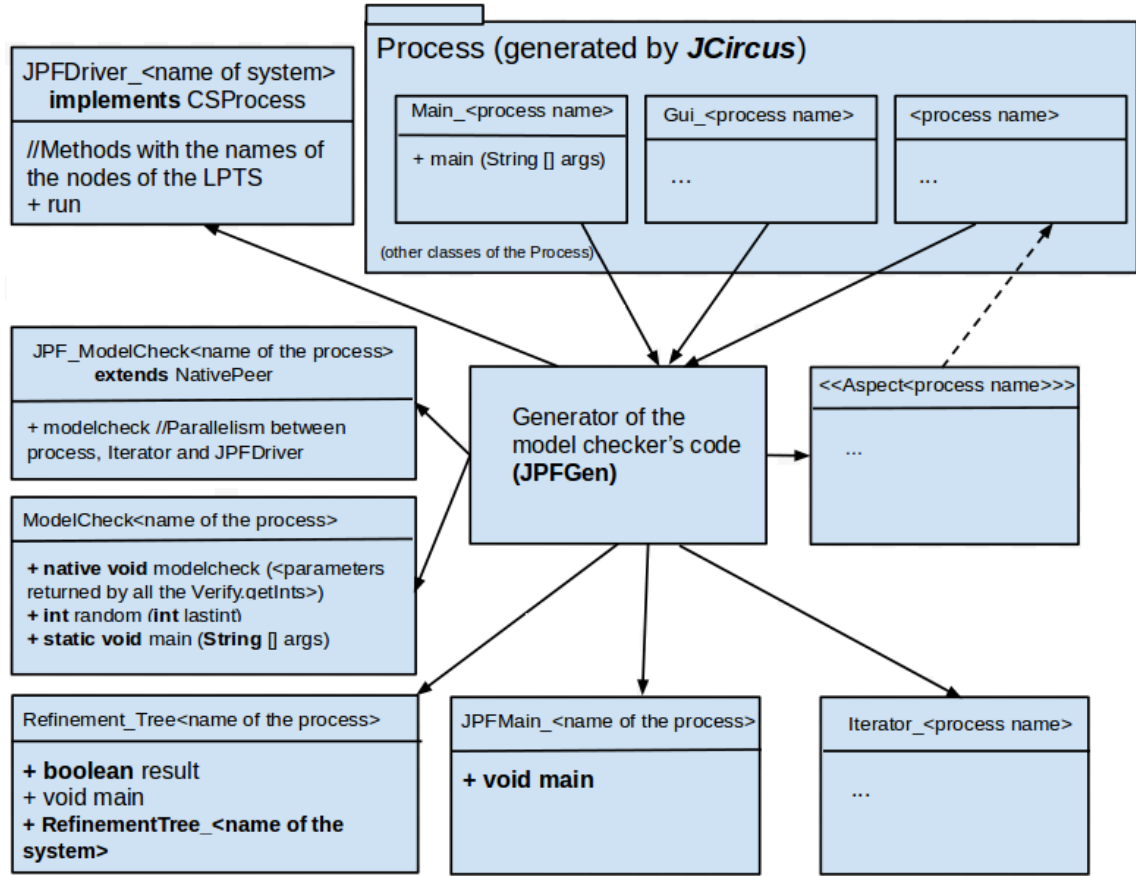 JPFDriver_<name of system>
implements CSProcess
//Methods with the names of
the nodes of the LPTS
+ run
Process (generated by JCircus)
Main_<process name>
+ main (String [] args)
Gui_<process name>
...
<process name>
...
(other classes of the Process)
JPF_ModelCheck<name of the process>
extends NativePeer
+ modelcheck //Parallelism between
process, Iterator and JPFDriver
Generator of the
model checker's code
(JPFGen)
<<Aspect<process name>>>
...
ModelCheck<name of the process>
+ native void modelcheck (<parameters
returned by all the Verify.getInts>)
+ int random (int lastint)
+ static void main (String [] args)
Refinement_Tree<name of the process>
+ boolean result
+ void main
+ RefinementTree_<name of the
system>
JPFMain_<name of the process>
+ void main
Iterator_<process name>
...